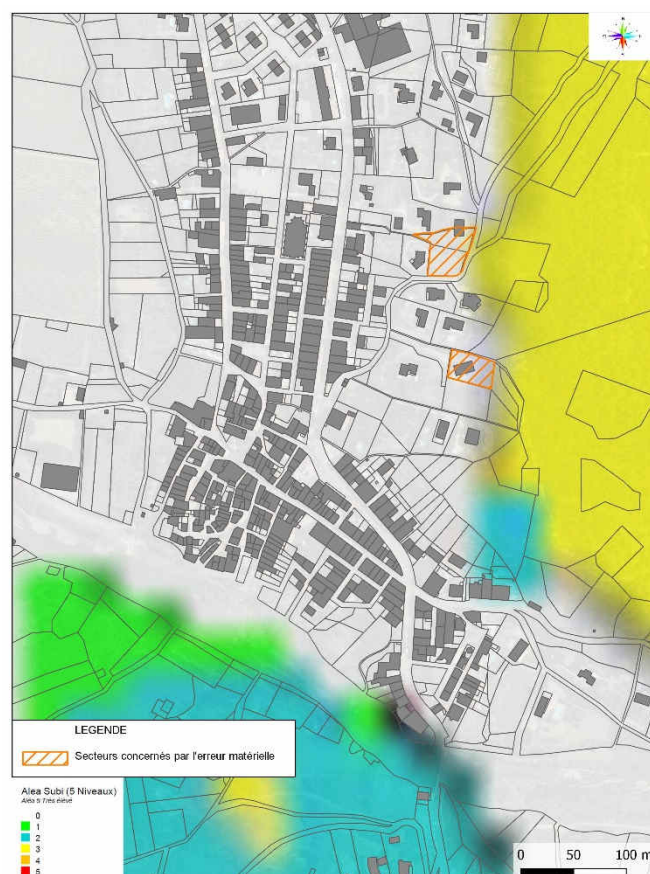 LEGENDE
Secteurs concernés par l'erreur matérielle
Alea Subi (5 Niveaux)
Aléa 5 Très élevé
0
1
2
3
4
5
0 50 100 m